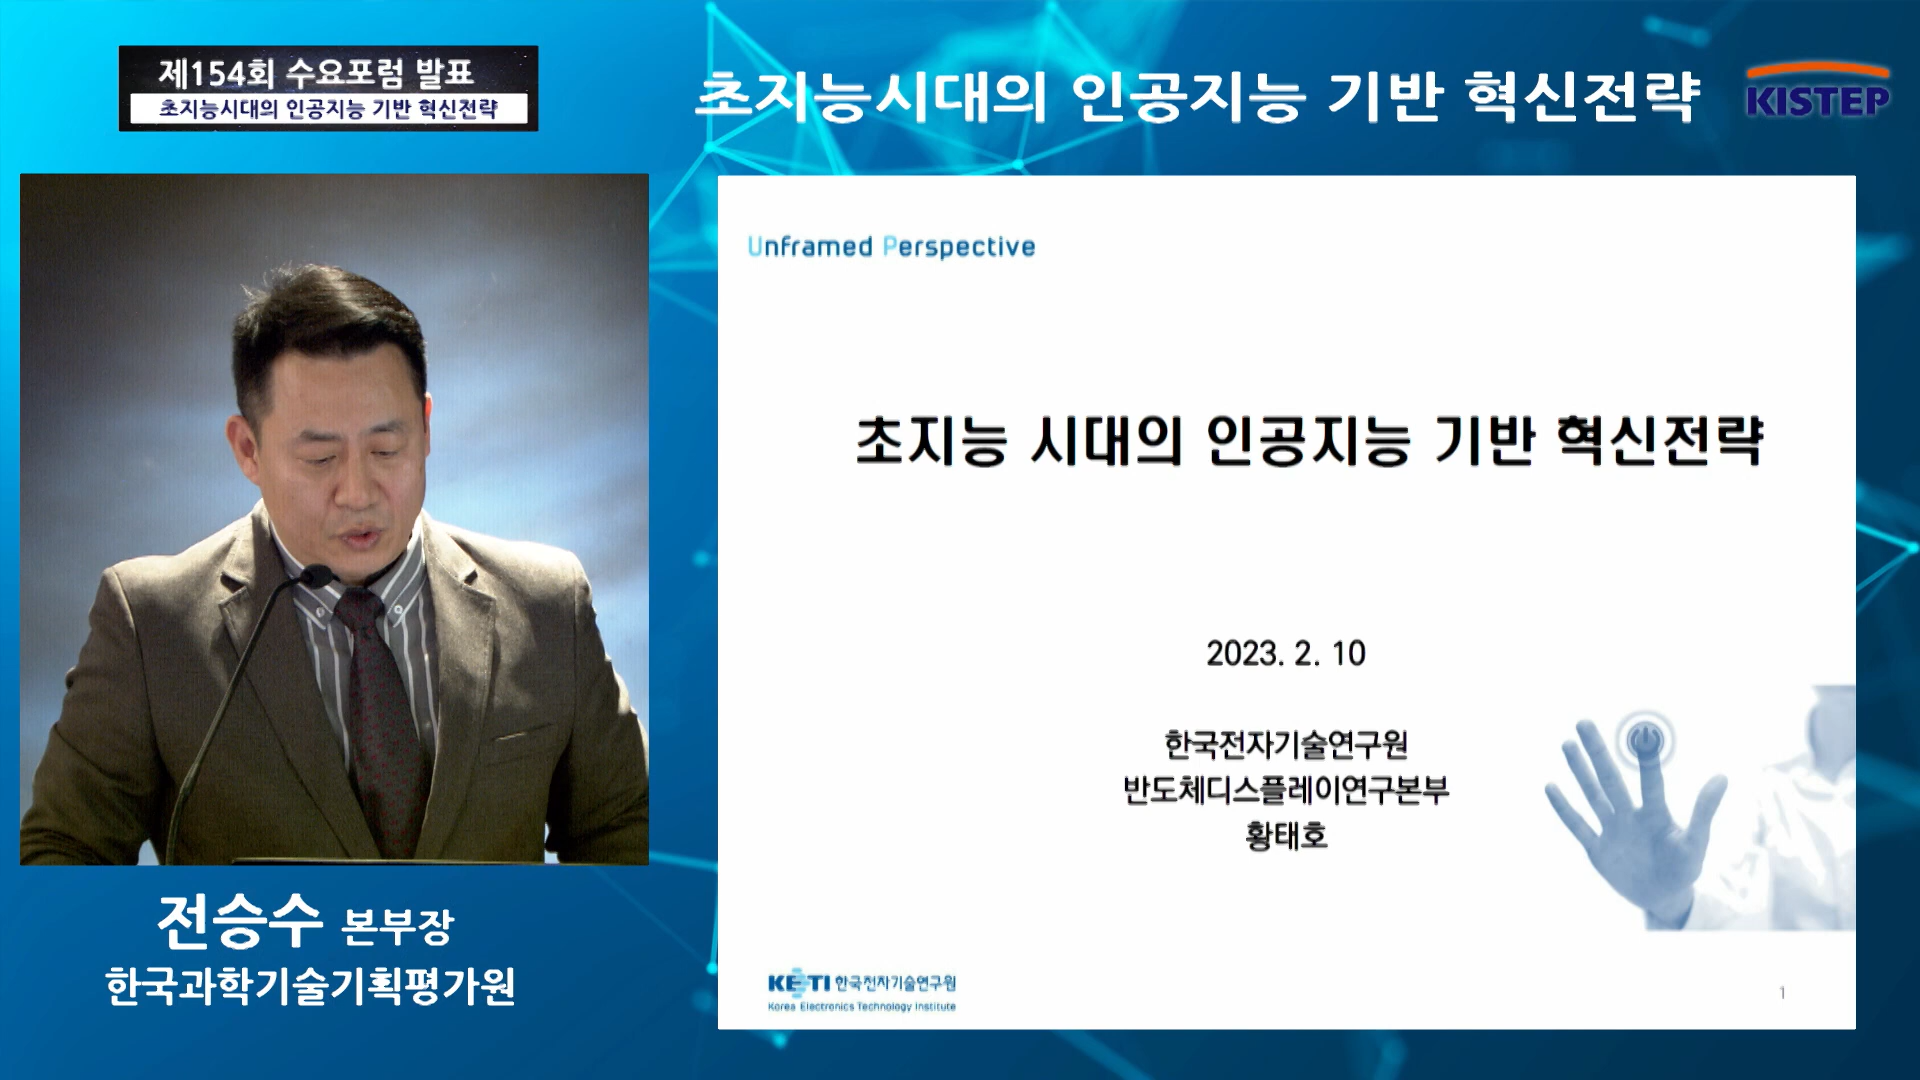 제154회 수요포럼 발표
초지능시대의 인공지능 기반 혁신전략
초지능시대의 인공지능 기반 혁신전략
KISTEP
Unframed Perspective
초지능 시대의 인공지능 기반 혁신전략
2023. 2. 10
한국전자기술연구원
반도체디스플레이연구본부
황태호
KETI 한국전자기술연구원
Korea Electronics Technology Institute
1
전승수 본부장
한국과학기술기획평가원